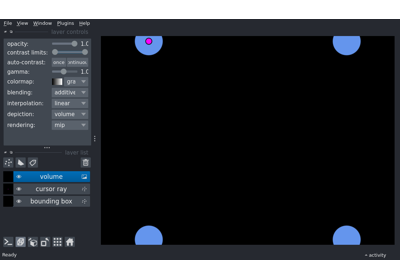 File View Window Plugins Help
layer controls
opacity: 1.0
contrast limits:
auto-contrast: once
gamma: 1.0
colormap: gra
blending: additive
interpolation: linear
depiction: volume
rendering: mip
layer list
volume
cursor ray
bounding box
Ready
activity